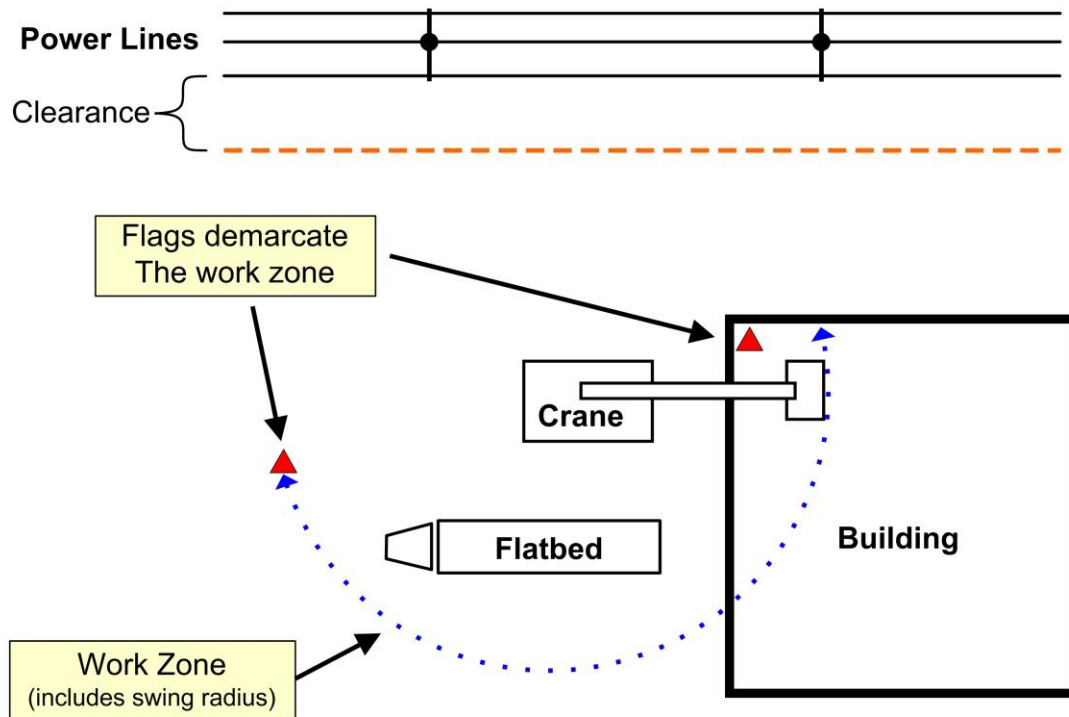 Power Lines
Clearance
Flags demarcate
The work zone
Crane
Flatbed
Building
Work Zone
(includes swing radius)